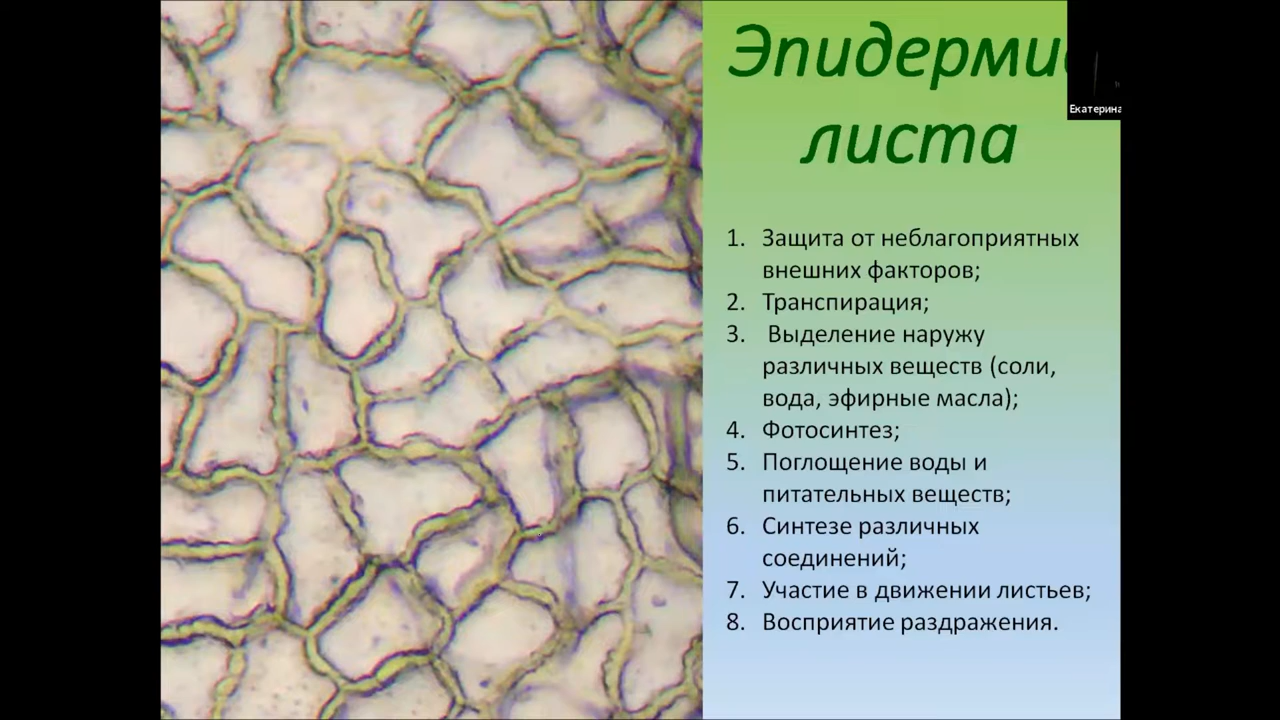 Эпидермис
листа
Екатерина
1. Защита от неблагоприятных
внешних факторов;
2. Транспирация;
3. Выделение наружу
различных веществ (соли,
вода, эфирные масла);
4. Фотосинтез;
5. Поглощение воды и
питательных веществ;
6. Синтезе различных
соединений;
7. Участие в движении листьев;
8. Восприятие раздражения.